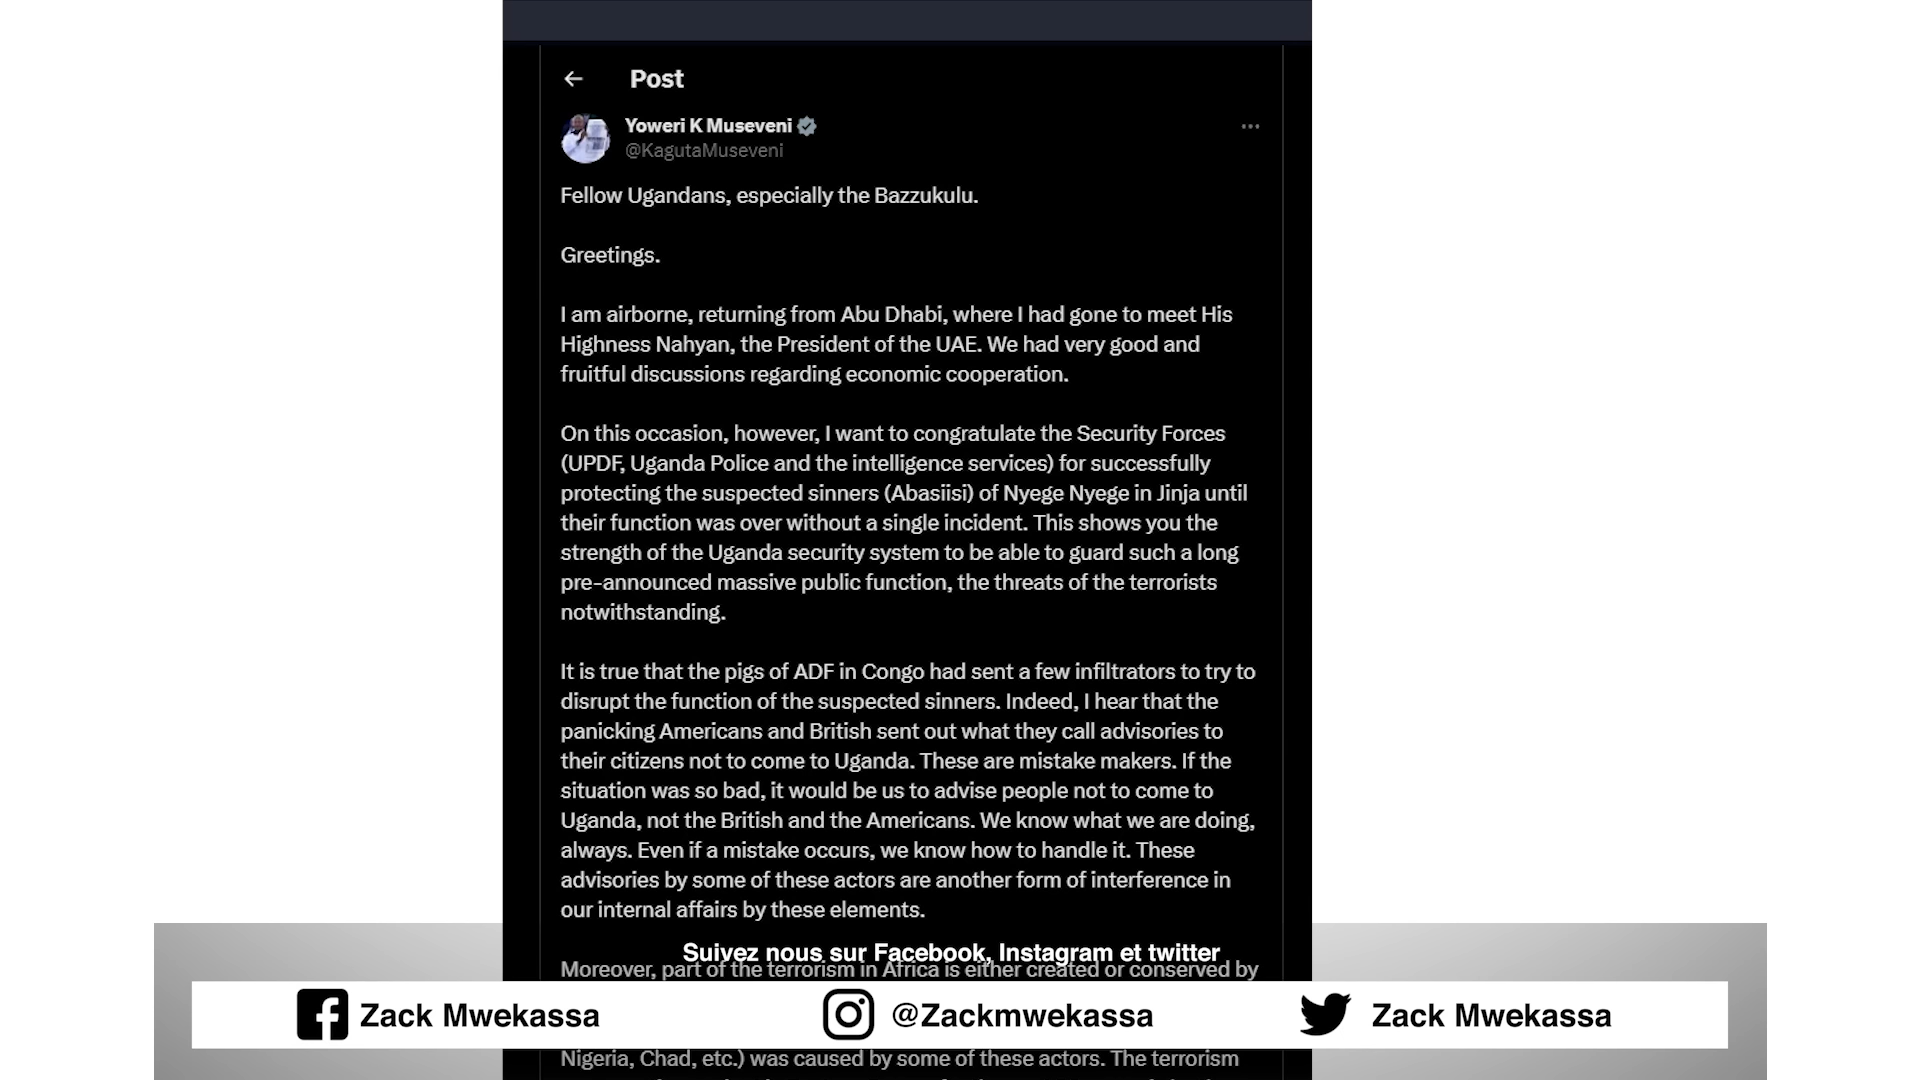 Post
Yoweri K Museveni
@KagutaMuseveni
Fellow Ugandans, especially the Bazzukulu.
Greetings.
I am airborne, returning from Abu Dhabi, where I had gone to meet His
Highness Nahyan, the President of the UAE. We had very good and
fruitful discussions regarding economic cooperation.
On this occasion, however, I want to congratulate the Security Forces
(UPDF, Uganda Police and the intelligence services) for successfully
protecting the suspected sinners (Abasiisi) of Nyege Nyege in Jinja until
their function was over without a single incident. This shows you the
strength of the Uganda security system to be able to guard such a long
pre-announced massive public function, the threats of the terrorists
notwithstanding.
It is true that the pigs of ADF in Congo had sent a few infiltrators to try to
disrupt the function of the suspected sinners. Indeed, I hear that the
panicking Americans and British sent out what they call advisories to
their citizens not to come to Uganda. These are mistake makers. If the
situation was so bad, it would be us to advise people not to come to
Uganda, not the British and the Americans. We know what we are doing,
always. Even if a mistake occurs, we know how to handle it. These
advisories by some of these actors are another form of interference in
our internal affairs by these elements.
Suivez nous sur Facebook, Instagram et twitter
Moreover, part of the terrorism in Africa is either created or conserved by
Zack Mwekassa
@Zackmwekassa
Zack Mwekassa
Nigeria, Chad, etc.) was caused by some of these actors. The terrorism